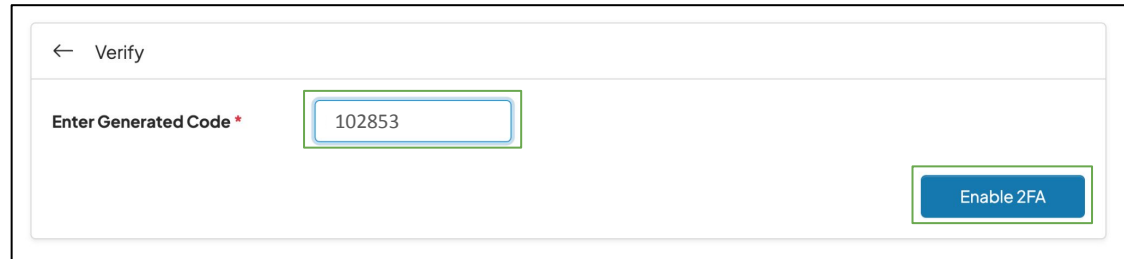 ← Verify
Enter Generated Code *
102853
Enable 2FA